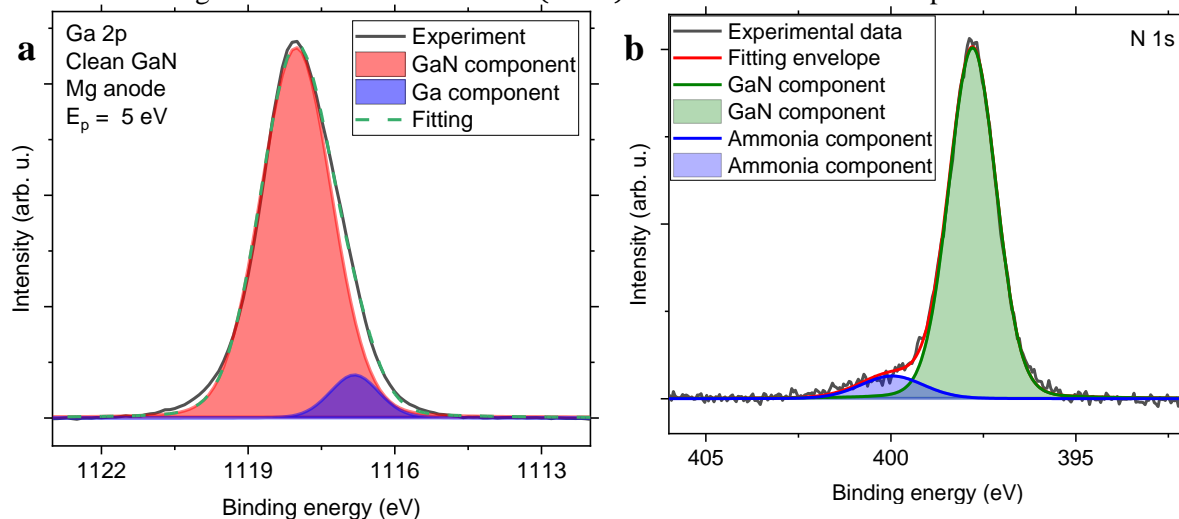 a
Ga 2p
Clean GaN
Mg anode
E_p = 5 eV
Experiment
GaN component
Ga component
Fitting
Intensity (arb. u.)
1122 1119 1116 1113
Binding energy (eV)
b
Experimental data
Fitting envelope
GaN component
GaN component
Ammonia component
Ammonia component
N 1s
Intensity (arb. u.)
405 400 395
Binding energy (eV)